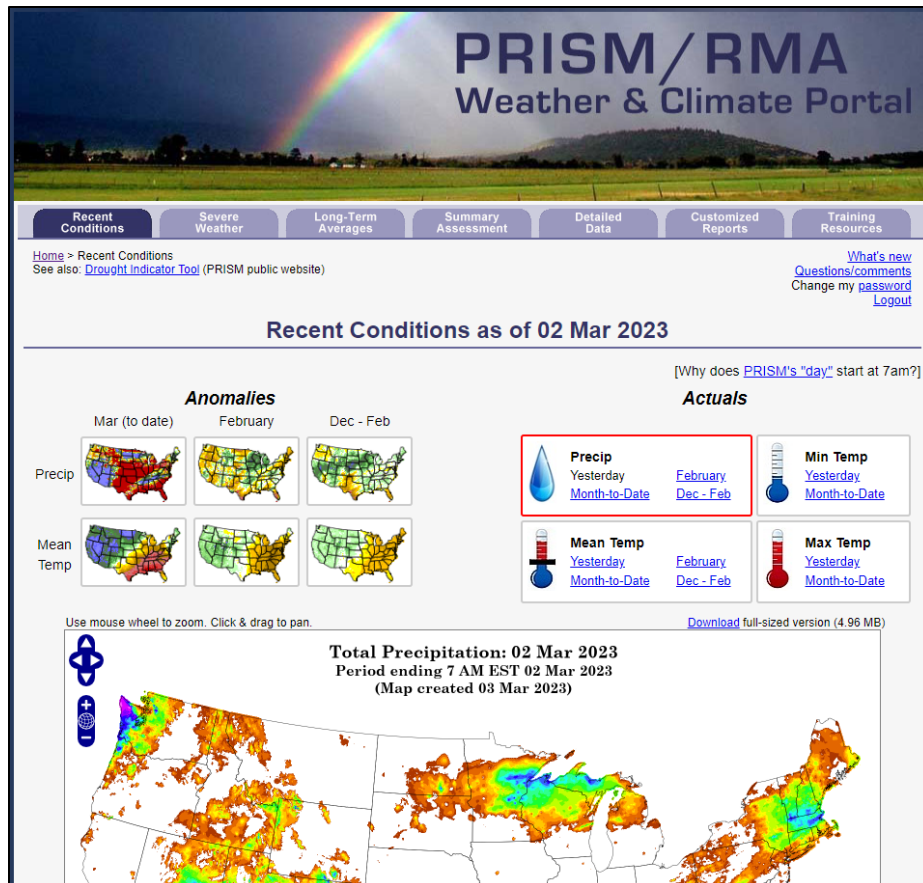 PRISM/RMA
Weather & Climate Portal
Recent Conditions
Severe Weather
Long-Term Averages
Summary Assessment
Detailed Data
Customized Reports
Training Resources
Home > Recent Conditions
See also: Drought Indicator Tool (PRISM public website)
What's new
Questions/comments
Change my password
Logout
Recent Conditions as of 02 Mar 2023
[Why does PRISM's "day" start at 7am?]
Anomalies
Mar (to date) February Dec - Feb
Precip
Mean Temp
Actuals
Precip
Yesterday February
Month-to-Date Dec - Feb
Min Temp
Yesterday
Month-to-Date
Mean Temp
Yesterday February
Month-to-Date Dec - Feb
Max Temp
Yesterday
Month-to-Date
Use mouse wheel to zoom. Click & drag to pan.
Download full-sized version (4.96 MB)
Total Precipitation: 02 Mar 2023
Period ending 7 AM EST 02 Mar 2023
(Map created 03 Mar 2023)